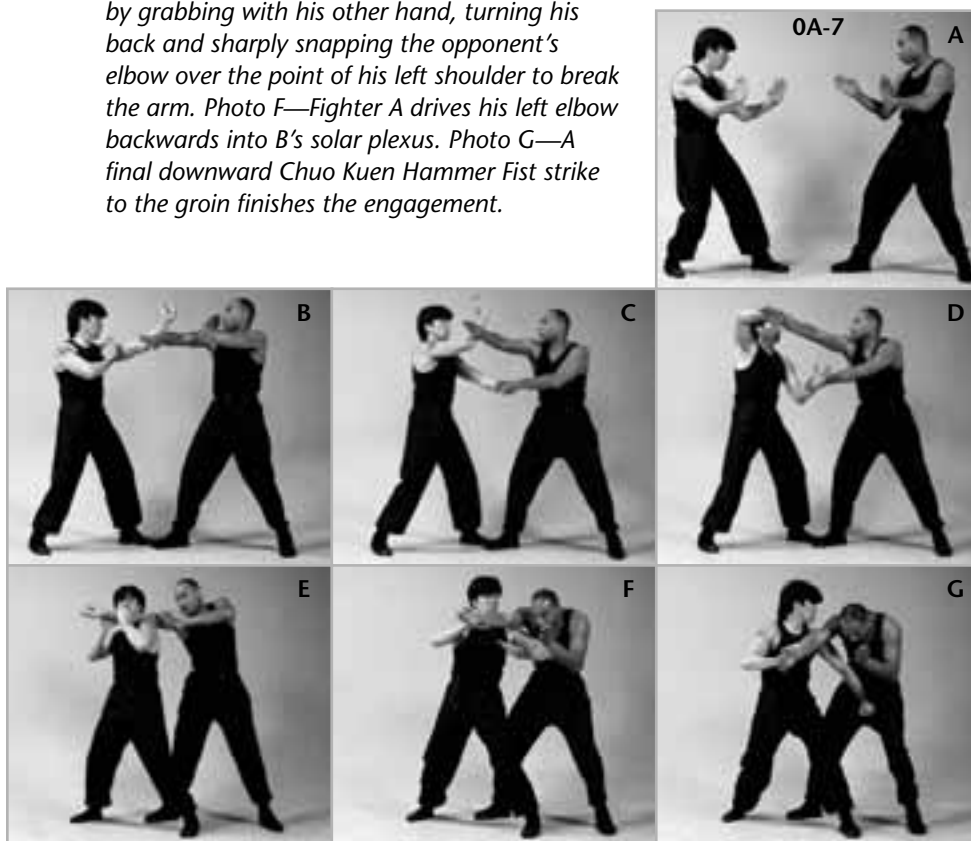 by grabbing with his other hand, turning his
back and sharply snapping the opponent’s
elbow over the point of his left shoulder to break
the arm. Photo F—Fighter A drives his left elbow
backwards into B’s solar plexus. Photo G—A
final downward Chuo Kuen Hammer Fist strike
to the groin finishes the engagement.
0A-7
A
B
C
D
E
F
G